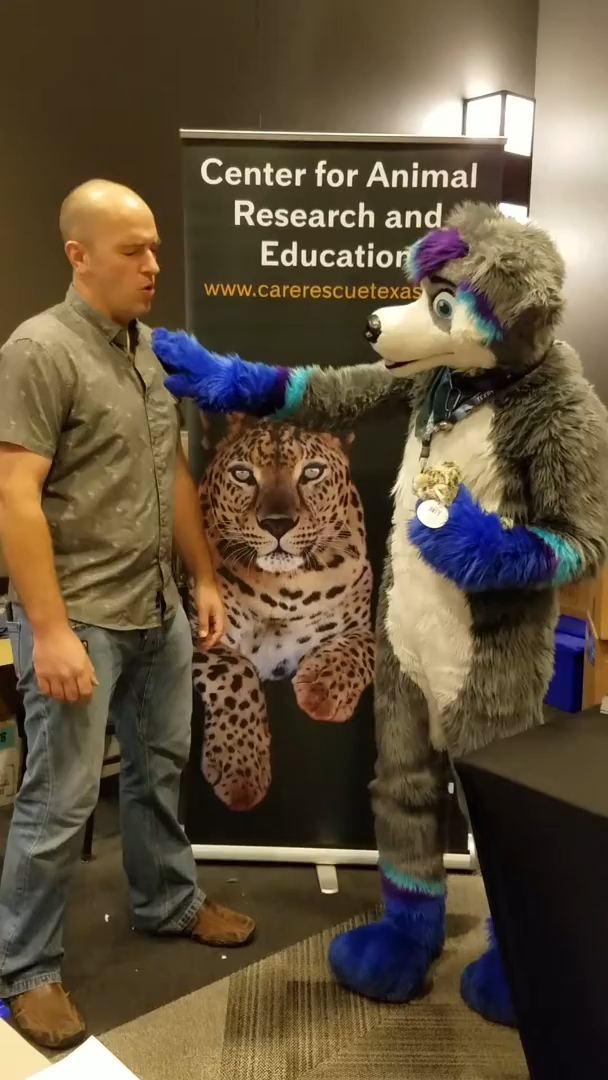 Center for Animal
Research and
Education
www.carerescuetexas